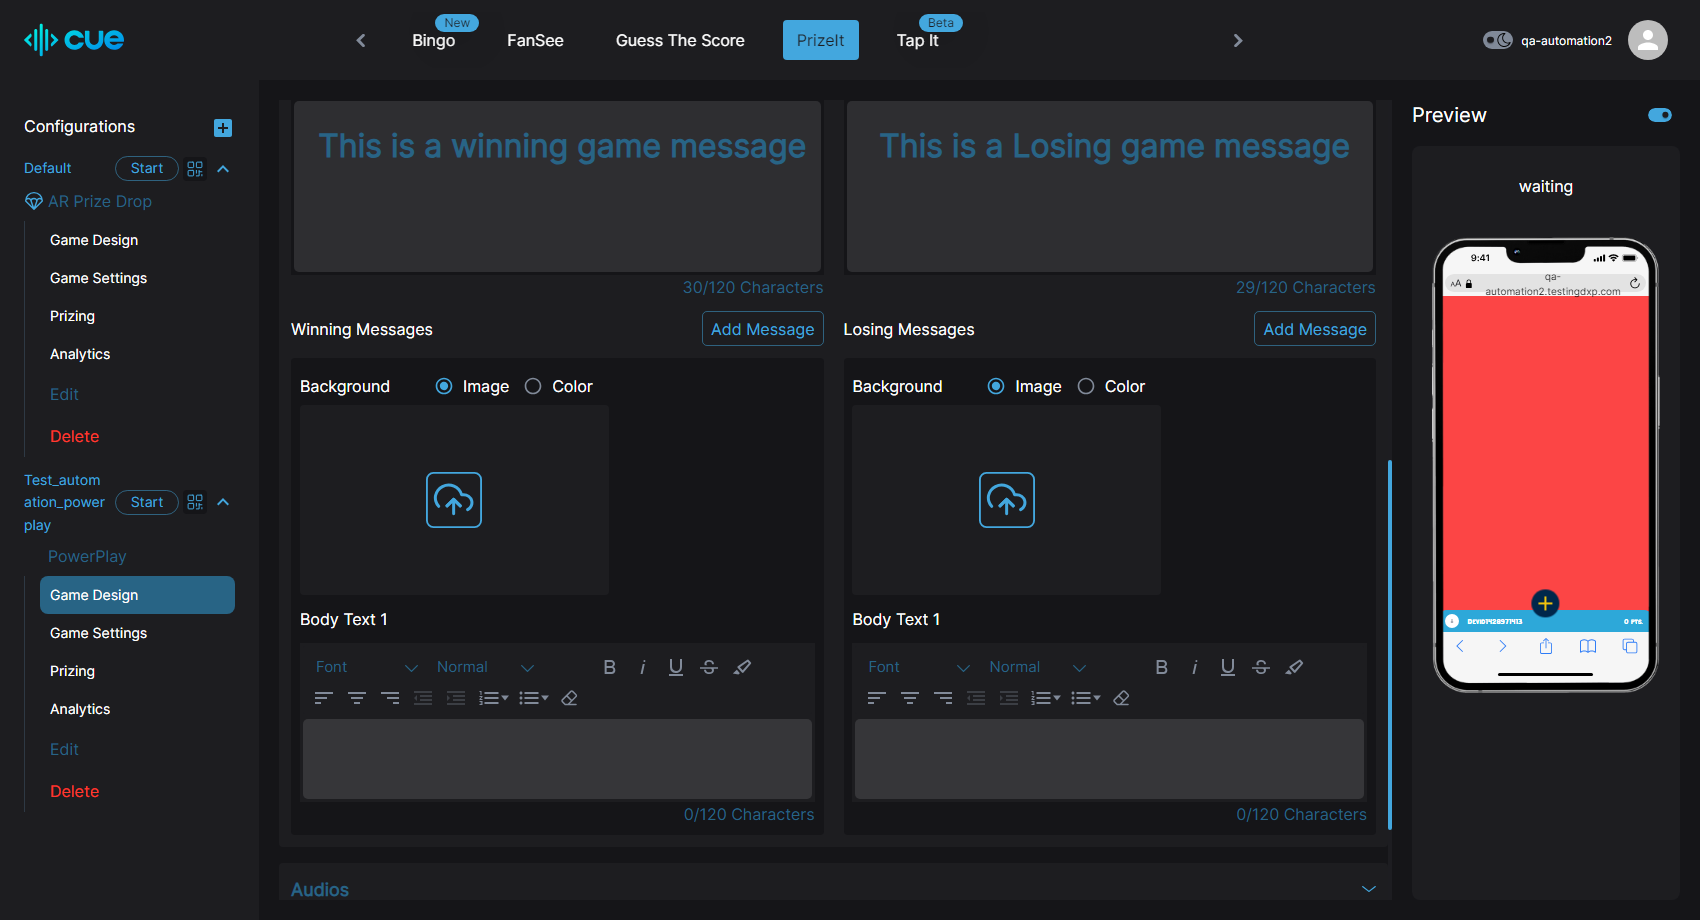 cue
New
Bingo
FanSee
Guess The Score
PrizeIt
Beta
Tap It
qa-automation2
Configurations
Default
Start
AR Prize Drop
Game Design
Game Settings
Prizing
Analytics
Edit
Delete
Test_autom
ation_power
play
Start
PowerPlay
Game Design
Game Settings
Prizing
Analytics
Edit
Delete
This is a winning game message
30/120 Characters
This is a Losing game message
29/120 Characters
Winning Messages
Add Message
Background
Image
Color
Body Text 1
Font
Normal
B
i
U
S
0/120 Characters
Losing Messages
Add Message
Background
Image
Color
Body Text 1
Font
Normal
B
i
U
S
0/120 Characters
Audios
Preview
waiting
9:41
AA
qa-
automation2.testingdxp.com
0 PTS.